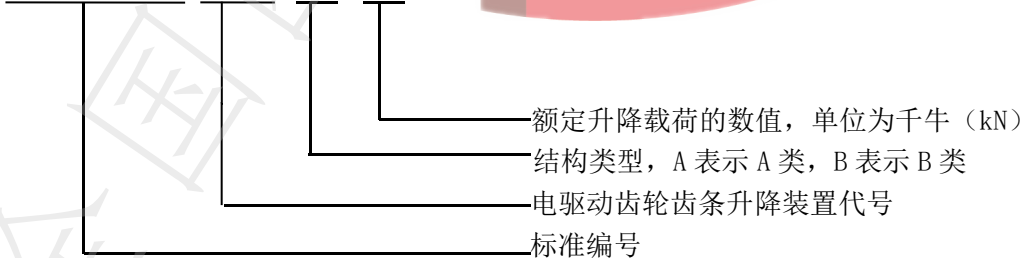 额定升降载荷的数值，单位为千牛（kN）
结构类型，A 表示 A 类，B 表示 B 类
电驱动齿轮齿条升降装置代号
标准编号